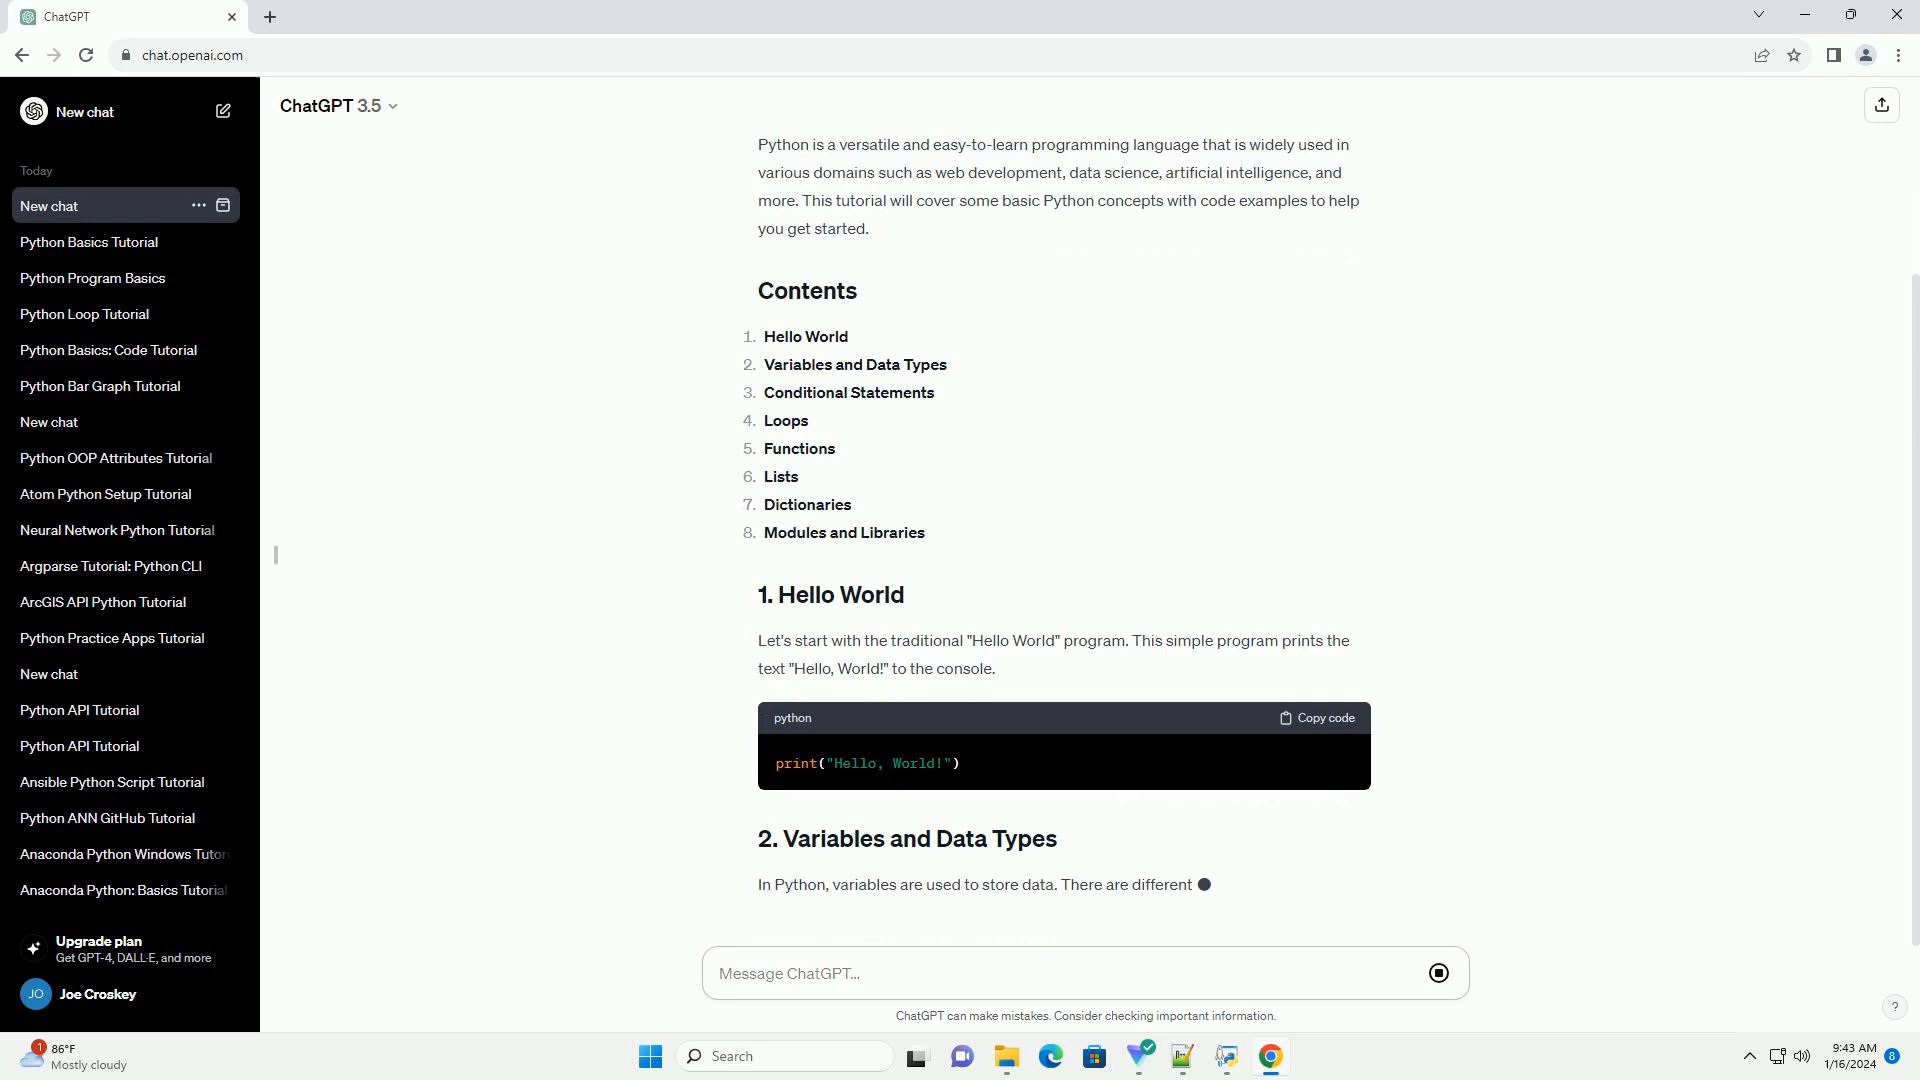 ChatGPT
chat.openai.com
New chat
Today
New chat
Python Basics Tutorial
Python Program Basics
Python Loop Tutorial
Python Basics: Code Tutorial
Python Bar Graph Tutorial
New chat
Python OOP Attributes Tutorial
Atom Python Setup Tutorial
Neural Network Python Tutorial
Argparse Tutorial: Python CLI
ArcGIS API Python Tutorial
Python Practice Apps Tutorial
New chat
Python API Tutorial
Python API Tutorial
Ansible Python Script Tutorial
Python ANN GitHub Tutorial
Anaconda Python Windows Tutor
Anaconda Python: Basics Tutorial
Upgrade plan
Get GPT-4, DALL·E, and more
JO Joe Croskey
ChatGPT 3.5
Python is a versatile and easy-to-learn programming language that is widely used in
various domains such as web development, data science, artificial intelligence, and
more. This tutorial will cover some basic Python concepts with code examples to help
you get started.
Contents
1. Hello World
2. Variables and Data Types
3. Conditional Statements
4. Loops
5. Functions
6. Lists
7. Dictionaries
8. Modules and Libraries
1. Hello World
Let's start with the traditional "Hello World" program. This simple program prints the
text "Hello, World!" to the console.
python Copy code
print("Hello, World!")
2. Variables and Data Types
In Python, variables are used to store data. There are different
Message ChatGPT...
ChatGPT can make mistakes. Consider checking important information.
?
1
86°F
Mostly cloudy
Search
9:43 AM
1/16/2024
8